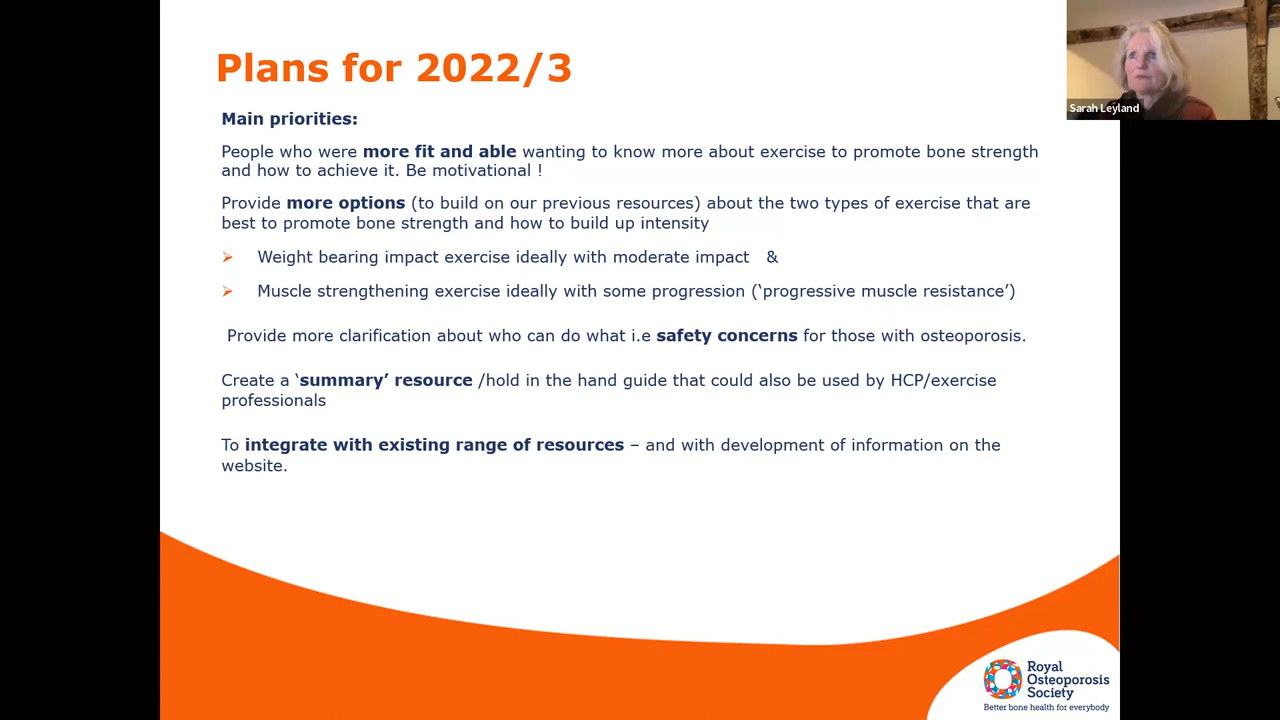 Plans for 2022/3
Sarah Leyland
Main priorities:
People who were more fit and able wanting to know more about exercise to promote bone strength
and how to achieve it. Be motivational !
Provide more options (to build on our previous resources) about the two types of exercise that are
best to promote bone strength and how to build up intensity
➢ Weight bearing impact exercise ideally with moderate impact &
➢ Muscle strengthening exercise ideally with some progression (‘progressive muscle resistance’)
Provide more clarification about who can do what i.e safety concerns for those with osteoporosis.
Create a ‘summary’ resource /hold in the hand guide that could also be used by HCP/exercise
professionals
To integrate with existing range of resources – and with development of information on the
website.
Royal
Osteoporosis
Society
Better bone health for everybody